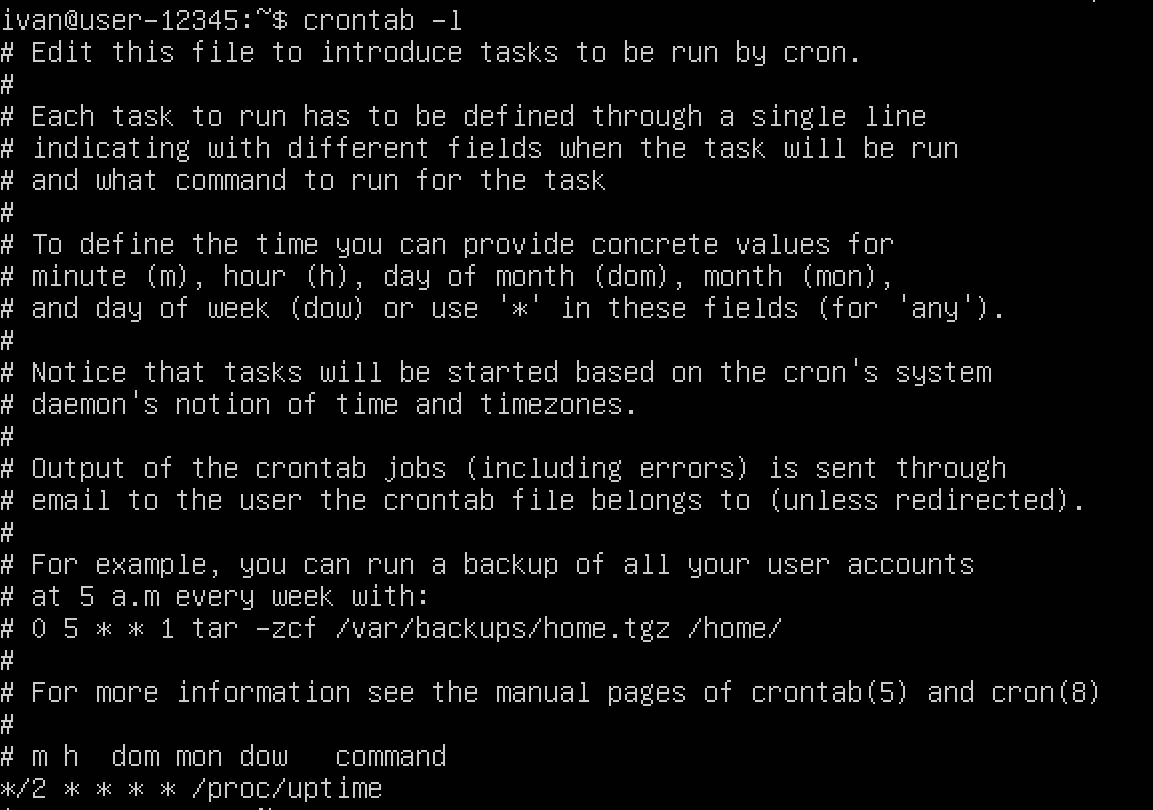 ivan@user-12345:~$ crontab -l
# Edit this file to introduce tasks to be run by cron.
#
# Each task to run has to be defined through a single line
# indicating with different fields when the task will be run
# and what command to run for the task
#
# To define the time you can provide concrete values for
# minute (m), hour (h), day of month (dom), month (mon),
# and day of week (dow) or use '*' in these fields (for 'any').
#
# Notice that tasks will be started based on the cron's system
# daemon's notion of time and timezones.
#
# Output of the crontab jobs (including errors) is sent through
# email to the user the crontab file belongs to (unless redirected).
#
# For example, you can run a backup of all your user accounts
# at 5 a.m every week with:
# 0 5 * * 1 tar -zcf /var/backups/home.tgz /home/
#
# For more information see the manual pages of crontab(5) and cron(8)
#
# m h  dom mon dow   command
*/2 * * * * /proc/uptime